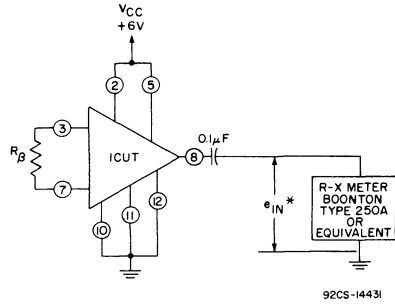 VCC
+6V
2
5
3
Rβ
ICUT
8
0.1μF
7
12
11
10
eIN*
R-X METER
BOONTON
TYPE 250A
OR
EQUIVALENT
92CS-14431